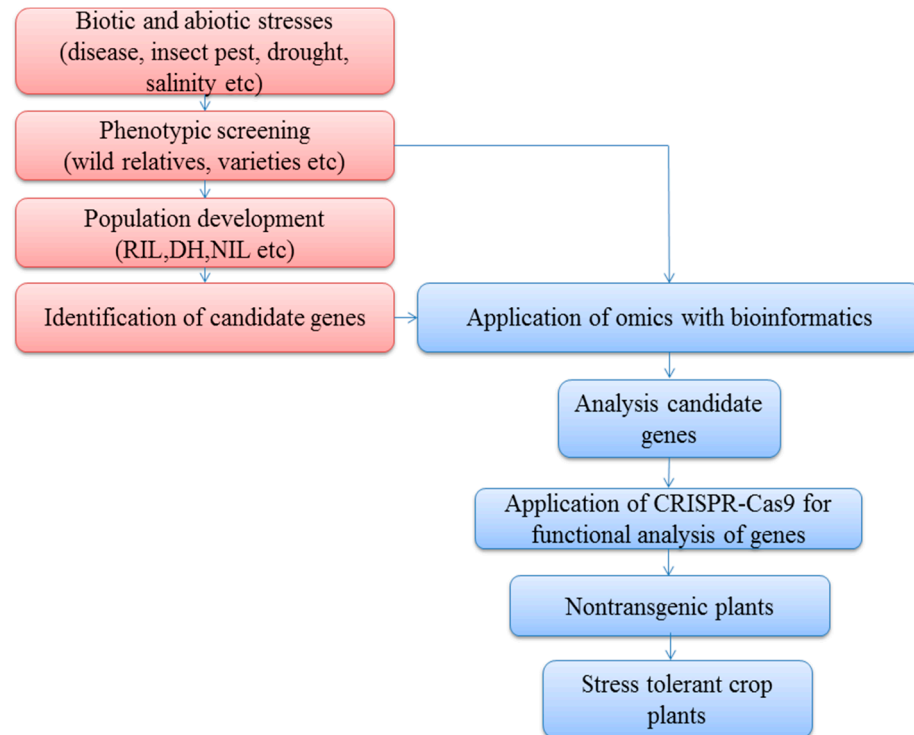 Biotic and abiotic stresses
(disease, insect pest, drought,
salinity etc)
Phenotypic screening
(wild relatives, varieties etc)
Population development
(RIL,DH,NIL etc)
Identification of candidate genes
Application of omics with bioinformatics
Analysis candidate
genes
Application of CRISPR-Cas9 for
functional analysis of genes
Nontransgenic plants
Stress tolerant crop
plants